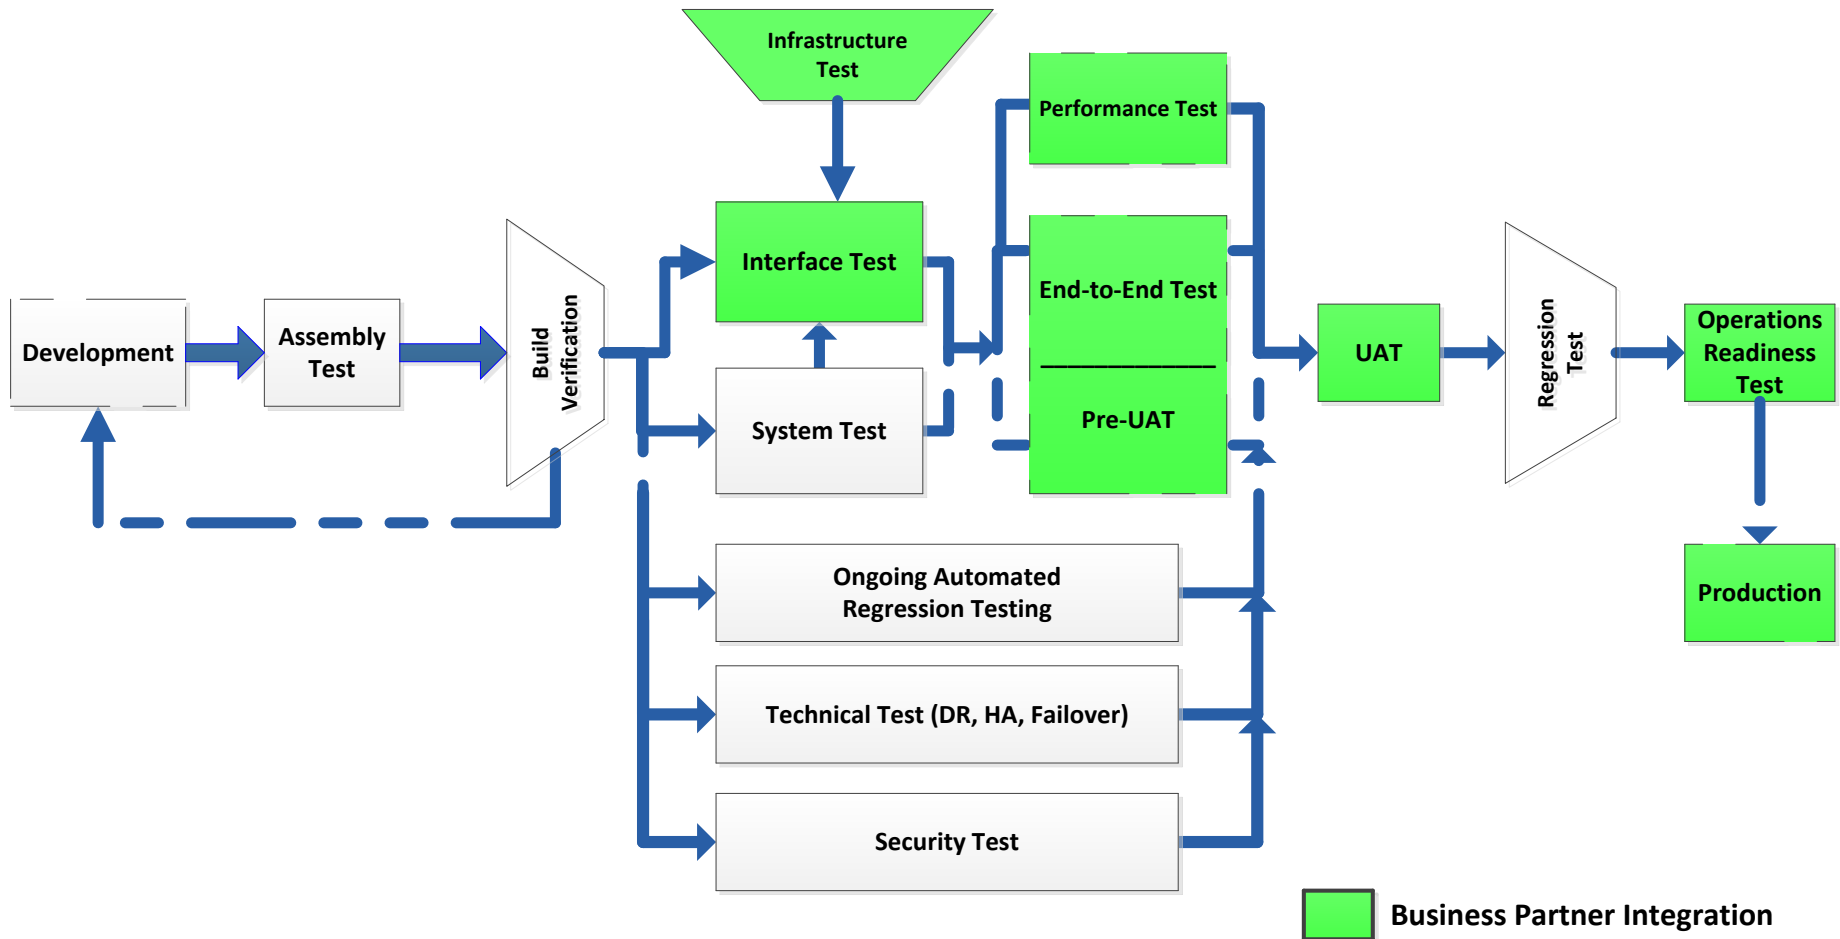 Infrastructure
Test
Performance Test
Interface Test
End-to-End Test
Pre-UAT
Development
Assembly
Test
Build
Verification
System Test
UAT
Regression
Test
Operations
Readiness
Test
Production
Ongoing Automated
Regression Testing
Technical Test (DR, HA, Failover)
Security Test
Business Partner Integration